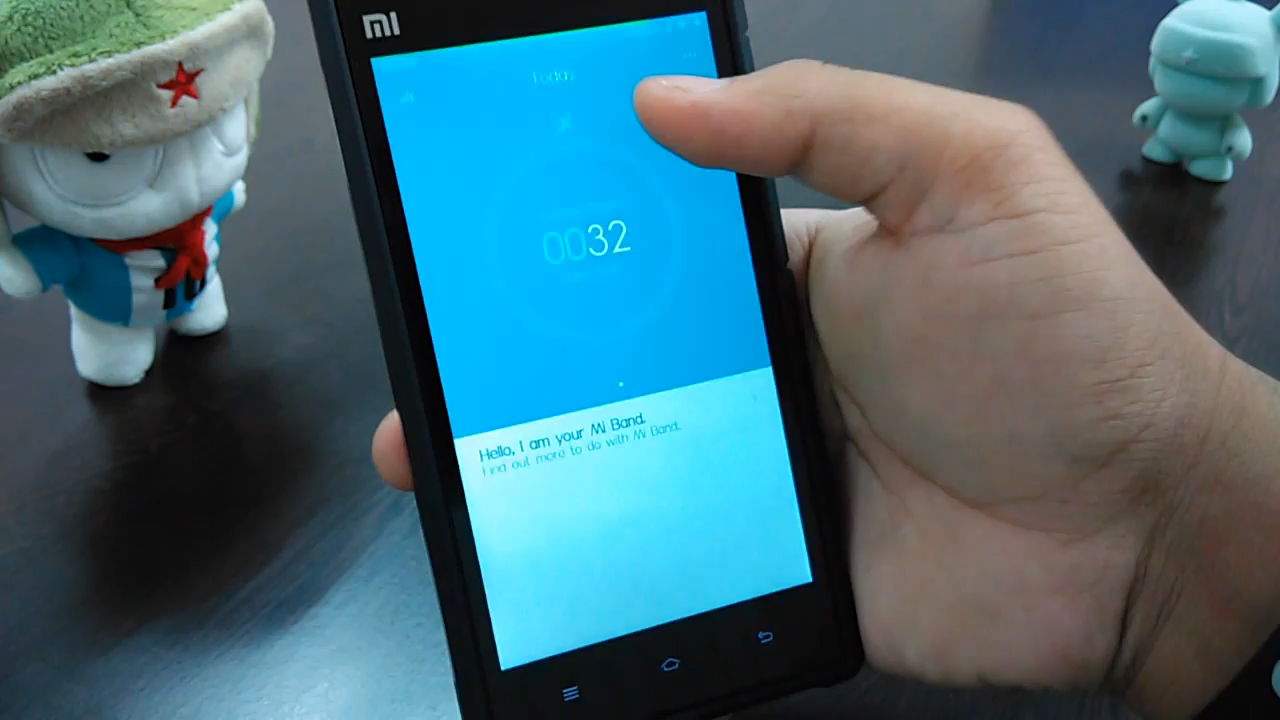 MI
Today
0032
Hello, I am your Mi Band.
Find out more to do with Mi Band.